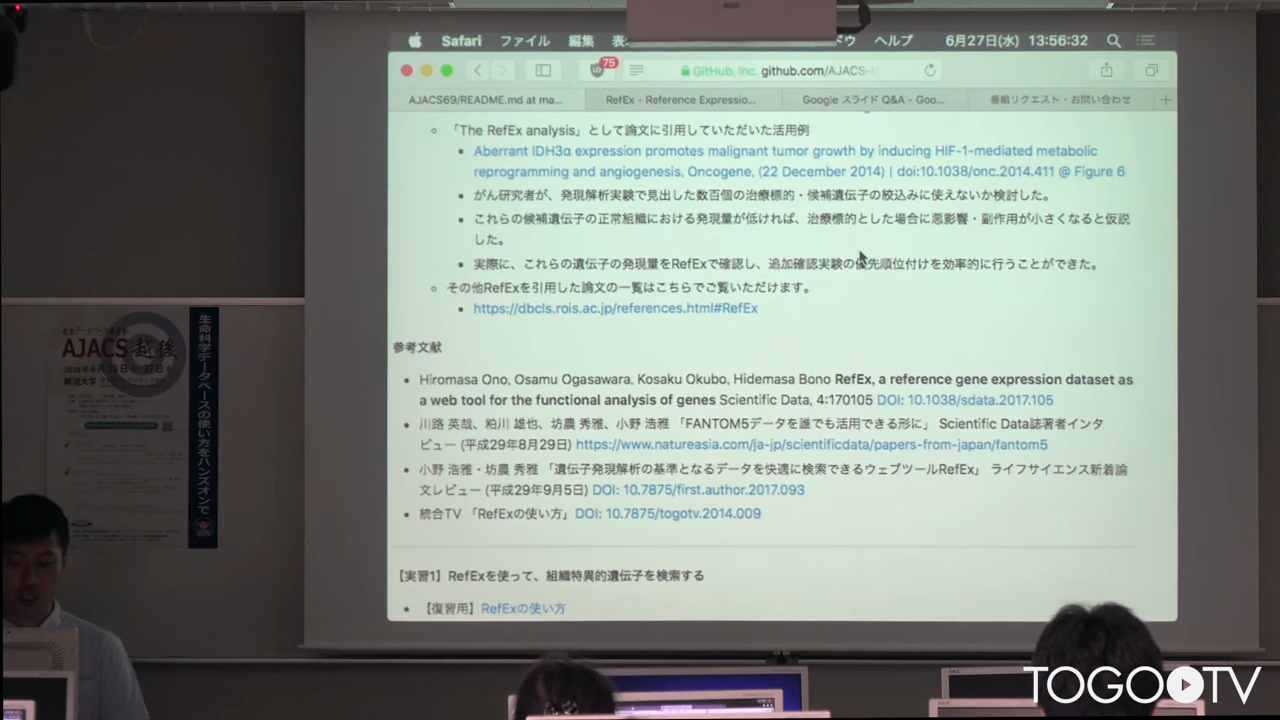 Safari ファイル 編集 表 ドウ ヘルプ 6月27日(水) 13:56:32
75 GitHub, Inc. github.com/AJACS-
AJACS69/README.md at ma... RefEx - Reference Expressio... Google スライド Q&A - Goo... 番組リクエスト・お問い合わせ
「The RefEx analysis」として論文に引用していただいた活用例
Aberrant IDH3α expression promotes malignant tumor growth by inducing HIF-1-mediated metabolic
reprogramming and angiogenesis, Oncogene, (22 December 2014) | doi:10.1038/onc.2014.411 @ Figure 6
がん研究者が、発現解析実験で見出した数百個の治療標的・候補遺伝子の絞込みに使えないか検討した。
これらの候補遺伝子の正常組織における発現量が低ければ、治療標的とした場合に悪影響・副作用が小さくなると仮説
した。
実際に、これらの遺伝子の発現量をRefExで確認し、追加確認実験の優先順位付けを効率的に行うことができた。
その他RefExを引用した論文の一覧はこちらでご覧いただけます。
https://dbcls.rois.ac.jp/references.html#RefEx
参考文献
Hiromasa Ono, Osamu Ogasawara, Kosaku Okubo, Hidemasa Bono RefEx, a reference gene expression dataset as
a web tool for the functional analysis of genes Scientific Data, 4:170105 DOI: 10.1038/sdata.2017.105
川路 英哉、粕川 雄也、坊農 秀雅、小野 浩雅 「FANTOM5データを誰でも活用できる形に」 Scientific Data誌著者インタ
ビュー (平成29年8月29日) https://www.natureasia.com/ja-jp/scientificdata/papers-from-japan/fantom5
小野 浩雅・坊農 秀雅 「遺伝子発現解析の基準となるデータを快適に検索できるウェブツールRefEx」 ライフサイエンス新着論
文レビュー (平成29年9月5日) DOI: 10.7875/first.author.2017.093
統合TV 「RefExの使い方」DOI: 10.7875/togotv.2014.009
【実習1】RefExを使って、組織特異的遺伝子を検索する
【復習用】RefExの使い方
AJACS 越後
2018年6月26日 27日
新潟大学
生命科学データベースの使い方をハンズオンで
NEC
NEC
TOGO TV